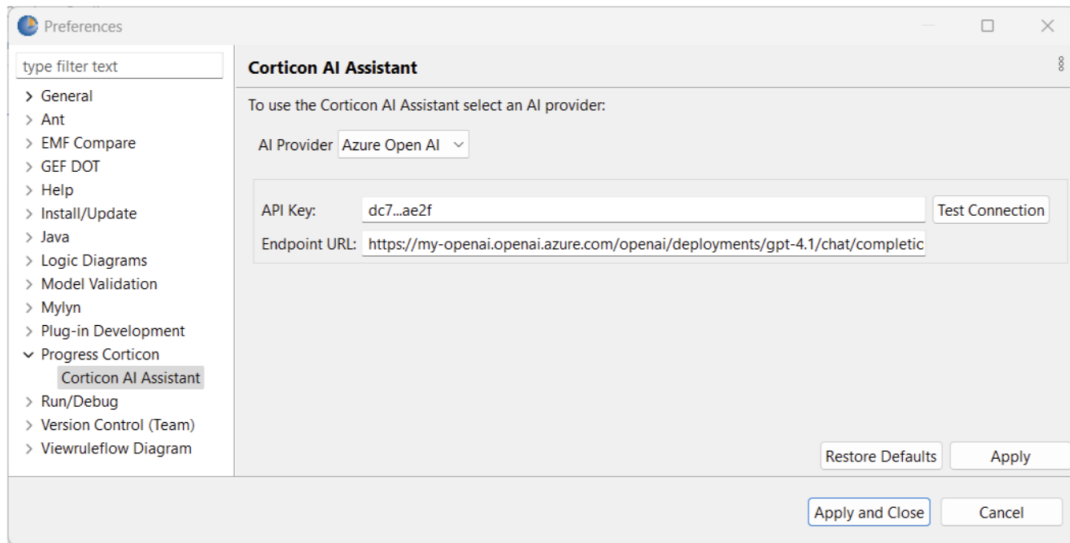 Preferences
type filter text
General
Ant
EMF Compare
GEF DOT
Help
Install/Update
Java
Logic Diagrams
Model Validation
Mylyn
Plug-in Development
Progress Corticon
Corticon AI Assistant
Run/Debug
Version Control (Team)
Viewruleflow Diagram
Corticon AI Assistant
To use the Corticon AI Assistant select an AI provider:
AI Provider Azure Open AI
API Key: dc7...ae2f Test Connection
Endpoint URL: https://my-openai.openai.azure.com/openai/deployments/gpt-4.1/chat/completic
Restore Defaults Apply
Apply and Close Cancel